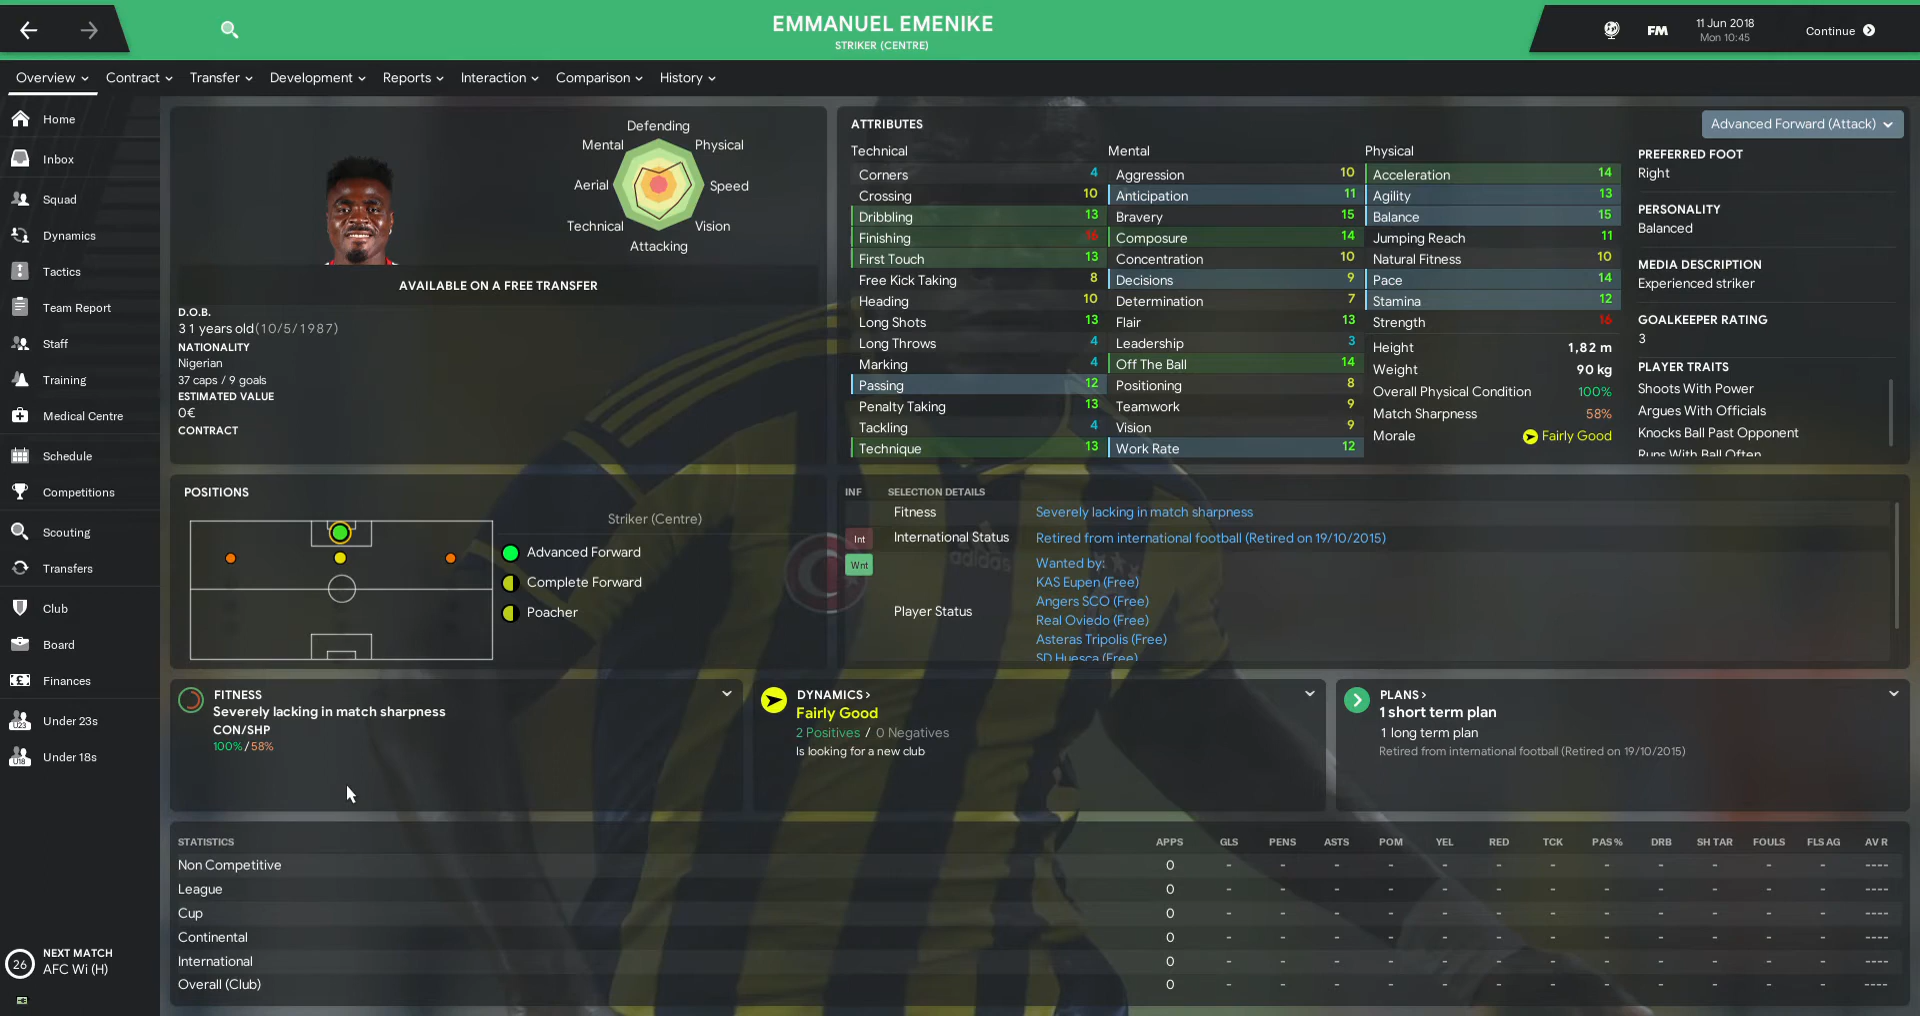 EMMANUEL EMENIKE
STRIKER (CENTRE)
FM
11 Jun 2018
Mon 10:45
Continue
Overview
Contract
Transfer
Development
Reports
Interaction
Comparison
History
Home
Inbox
Squad
Dynamics
Tactics
Team Report
Staff
Training
Medical Centre
Schedule
Competitions
Scouting
Transfers
Club
Board
Finances
U23
Under 23s
U18
Under 18s
26
NEXT MATCH
AFC Wi (H)
Defending
Mental
Physical
Aerial
Speed
Technical
Vision
Attacking
AVAILABLE ON A FREE TRANSFER
D.O.B.
31 years old (10/5/1987)
NATIONALITY
Nigerian
37 caps / 9 goals
ESTIMATED VALUE
0€
CONTRACT
ATTRIBUTES
Advanced Forward (Attack)
Technical
Corners 4
Crossing 10
Dribbling 13
Finishing 16
First Touch 13
Free Kick Taking 8
Heading 10
Long Shots 13
Long Throws 4
Marking 4
Passing 12
Penalty Taking 13
Tackling 4
Technique 13
Mental
Aggression 10
Anticipation 11
Bravery 15
Composure 14
Concentration 10
Decisions 9
Determination 7
Flair 13
Leadership 3
Off The Ball 14
Positioning 8
Teamwork 9
Vision 9
Work Rate 12
Physical
Acceleration 14
Agility 13
Balance 15
Jumping Reach 11
Natural Fitness 10
Pace 14
Stamina 12
Strength 16
Height 1,82 m
Weight 90 kg
Overall Physical Condition 100%
Match Sharpness 58%
Morale Fairly Good
PREFERRED FOOT
Right
PERSONALITY
Balanced
MEDIA DESCRIPTION
Experienced striker
GOALKEEPER RATING
3
PLAYER TRAITS
Shoots With Power
Argues With Officials
Knocks Ball Past Opponent
Runs With Ball Often
POSITIONS
Striker (Centre)
Advanced Forward
Complete Forward
Poacher
adidas
INF SELECTION DETAILS
Fitness Severely lacking in match sharpness
Int International Status Retired from international football (Retired on 19/10/2015)
Wnt
Player Status
Wanted by:
KAS Eupen (Free)
Angers SCO (Free)
Real Oviedo (Free)
Asteras Tripolis (Free)
SD Huesca (Free)
FITNESS
Severely lacking in match sharpness
CON/SHP
100% / 58%
DYNAMICS >
Fairly Good
2 Positives / 0 Negatives
Is looking for a new club
PLANS >
1 short term plan
1 long term plan
Retired from international football (Retired on 19/10/2015)
STATISTICS APPS GLS PENS ASTS POM YEL RED TCK PAS % DRB SH TAR FOULS FLS AG AV R
Non Competitive 0 - - - - - - - - - - - - ----
League 0 - - - - - - - - - - - - ----
Cup 0 - - - - - - - - - - - - ----
Continental 0 - - - - - - - - - - - - ----
International 0 - - - - - - - - - - - - ----
Overall (Club) 0 - - - - - - - - - - - - ----